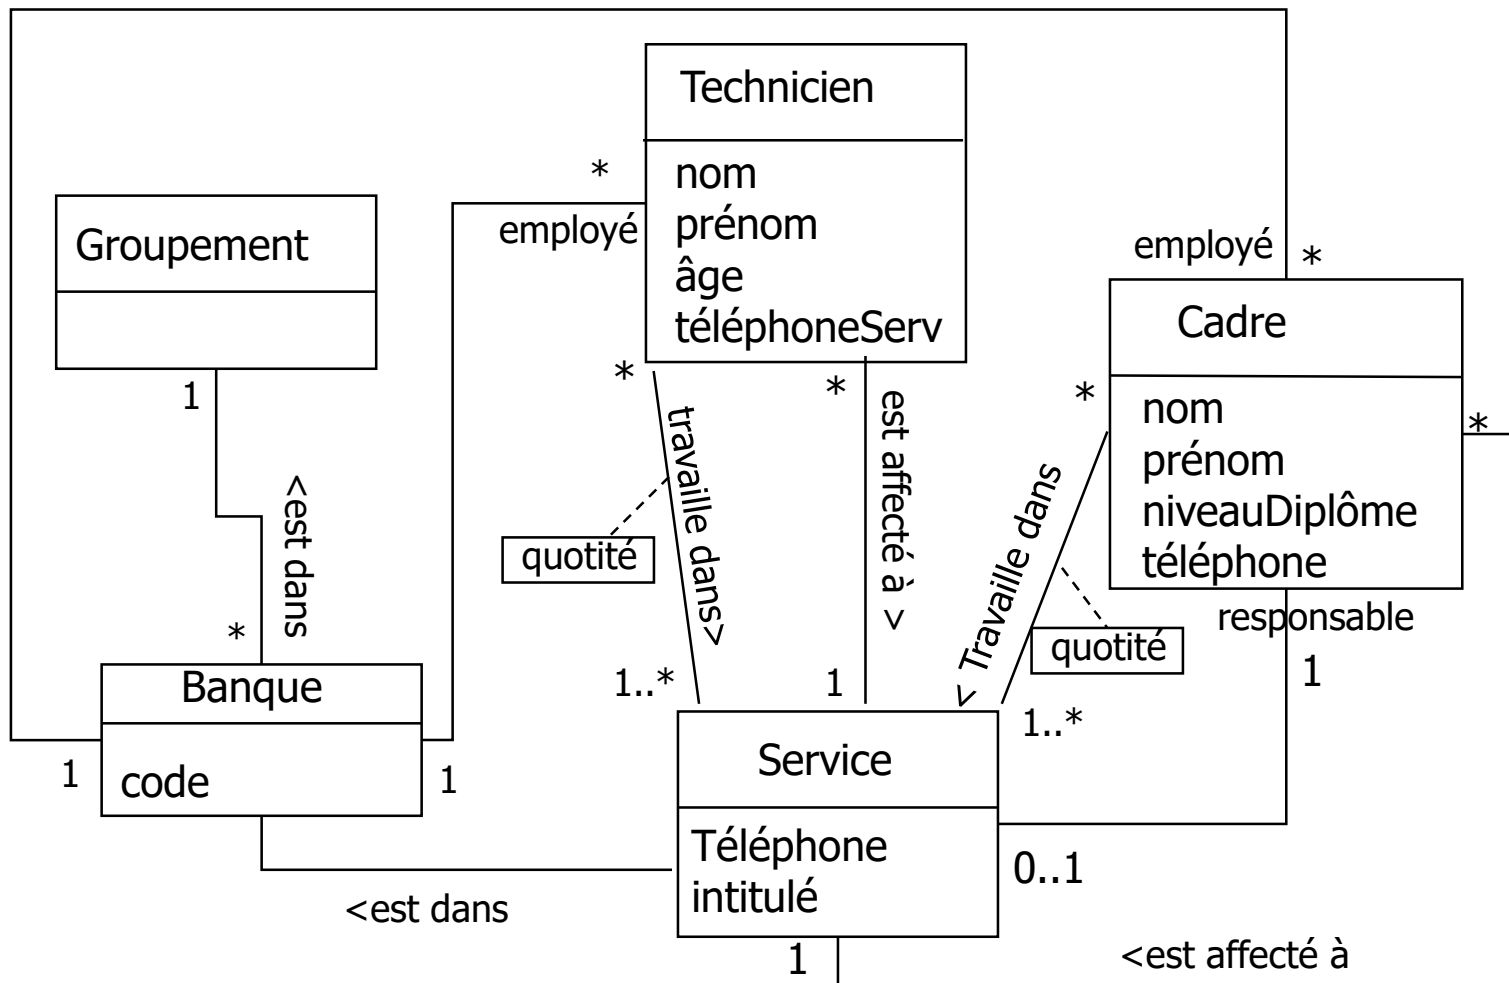 Technicien
nom
prénom
âge
téléphoneServ
*
employé
Groupement
1
<est dans
*
Banque
code
1
1
employé
*
Cadre
nom
prénom
niveauDiplôme
téléphone
*
*
responsable
1
*
travaille dans>
quotité
1..*
*
est affecté à >
1
< Travaille dans
quotité
1..*
Service
Téléphone
intitulé
0..1
<est dans
1
<est affecté à